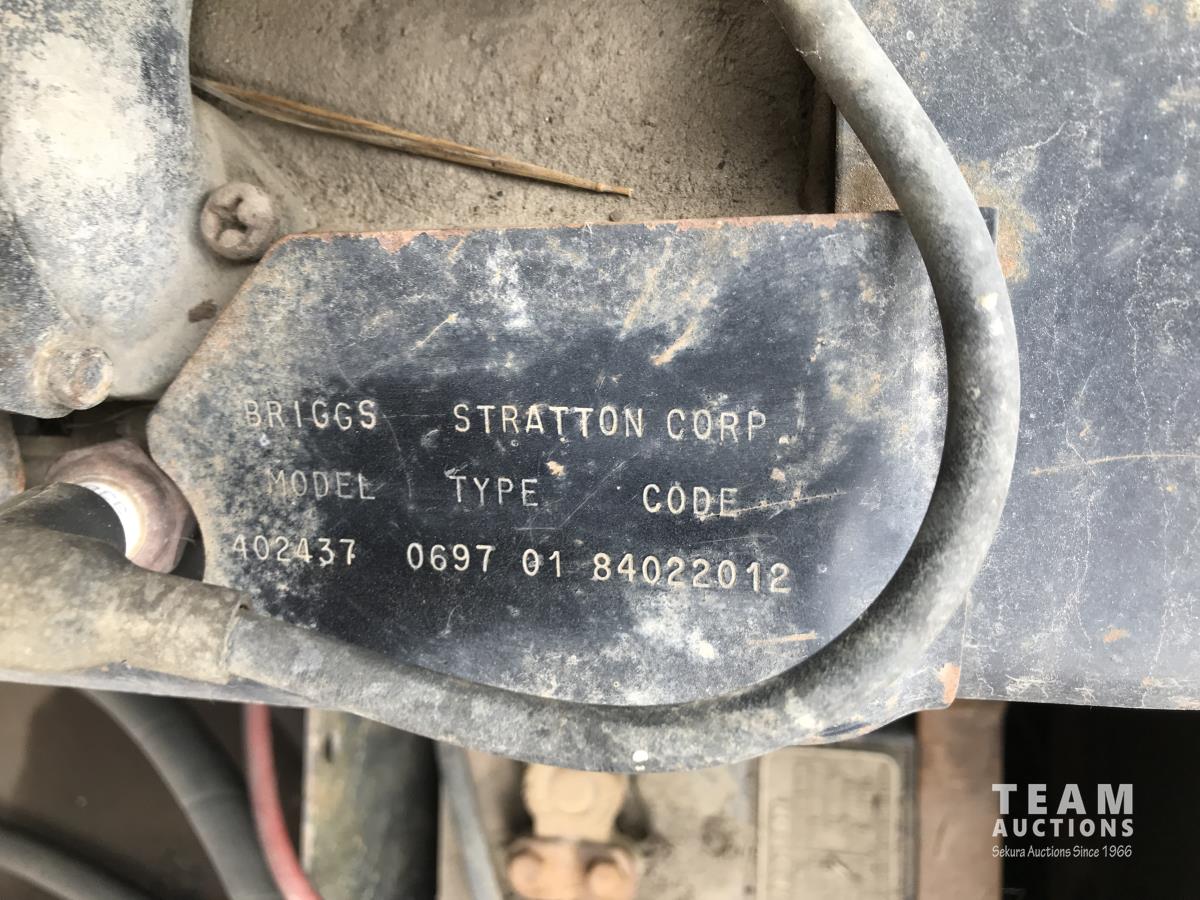 BRIGGS STRATTON CORP
MODEL TYPE CODE
402437 0697 01 84022012
TEAM
AUCTIONS
Sekura Auctions Since 1966